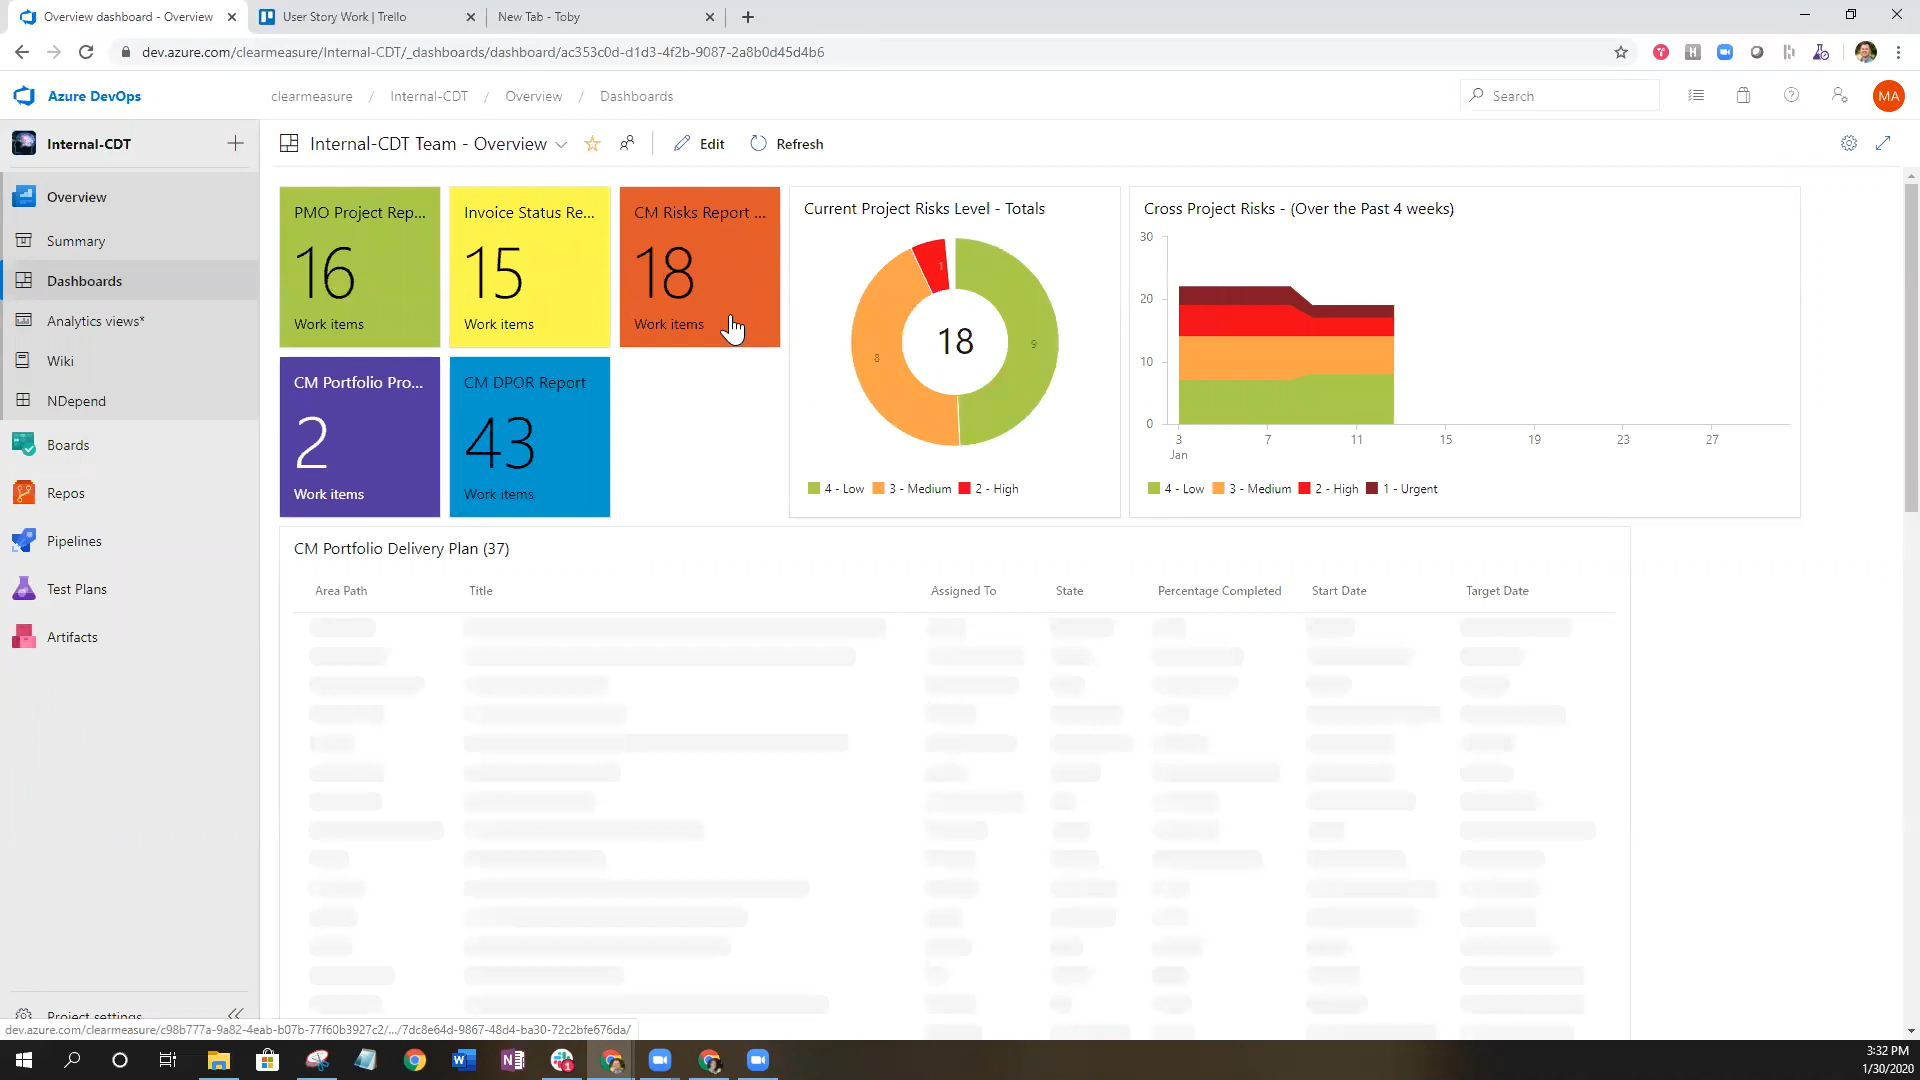 Overview dashboard - Overview
User Story Work | Trello
New Tab - Toby
dev.azure.com/clearmeasure/Internal-CDT/_dashboards/dashboard/ac353c0d-d1d3-4f2b-9087-2a8b0d45d4b6
Azure DevOps
clearmeasure / Internal-CDT / Overview / Dashboards
Search
MA
Internal-CDT
Internal-CDT Team - Overview
Edit
Refresh
Overview
Summary
Dashboards
Analytics views*
Wiki
NDepend
Boards
Repos
Pipelines
Test Plans
Artifacts
Project settings
PMO Project Rep...
16
Work items
Invoice Status Re...
15
Work items
CM Risks Report ...
18
Work items
CM Portfolio Pro...
2
Work items
CM DPOR Report
43
Work items
Current Project Risks Level - Totals
1
18
8
9
4 - Low 3 - Medium 2 - High
Cross Project Risks - (Over the Past 4 weeks)
30
20
10
0
3 7 11 15 19 23 27
Jan
4 - Low 3 - Medium 2 - High 1 - Urgent
CM Portfolio Delivery Plan (37)
Area Path Title Assigned To State Percentage Completed Start Date Target Date
dev.azure.com/clearmeasure/c98b777a-9a82-4eab-b07b-77f60b3927c2/.../7dc8e64d-9867-48d4-ba30-72c2bfe676da/
3:32 PM
1/30/2020